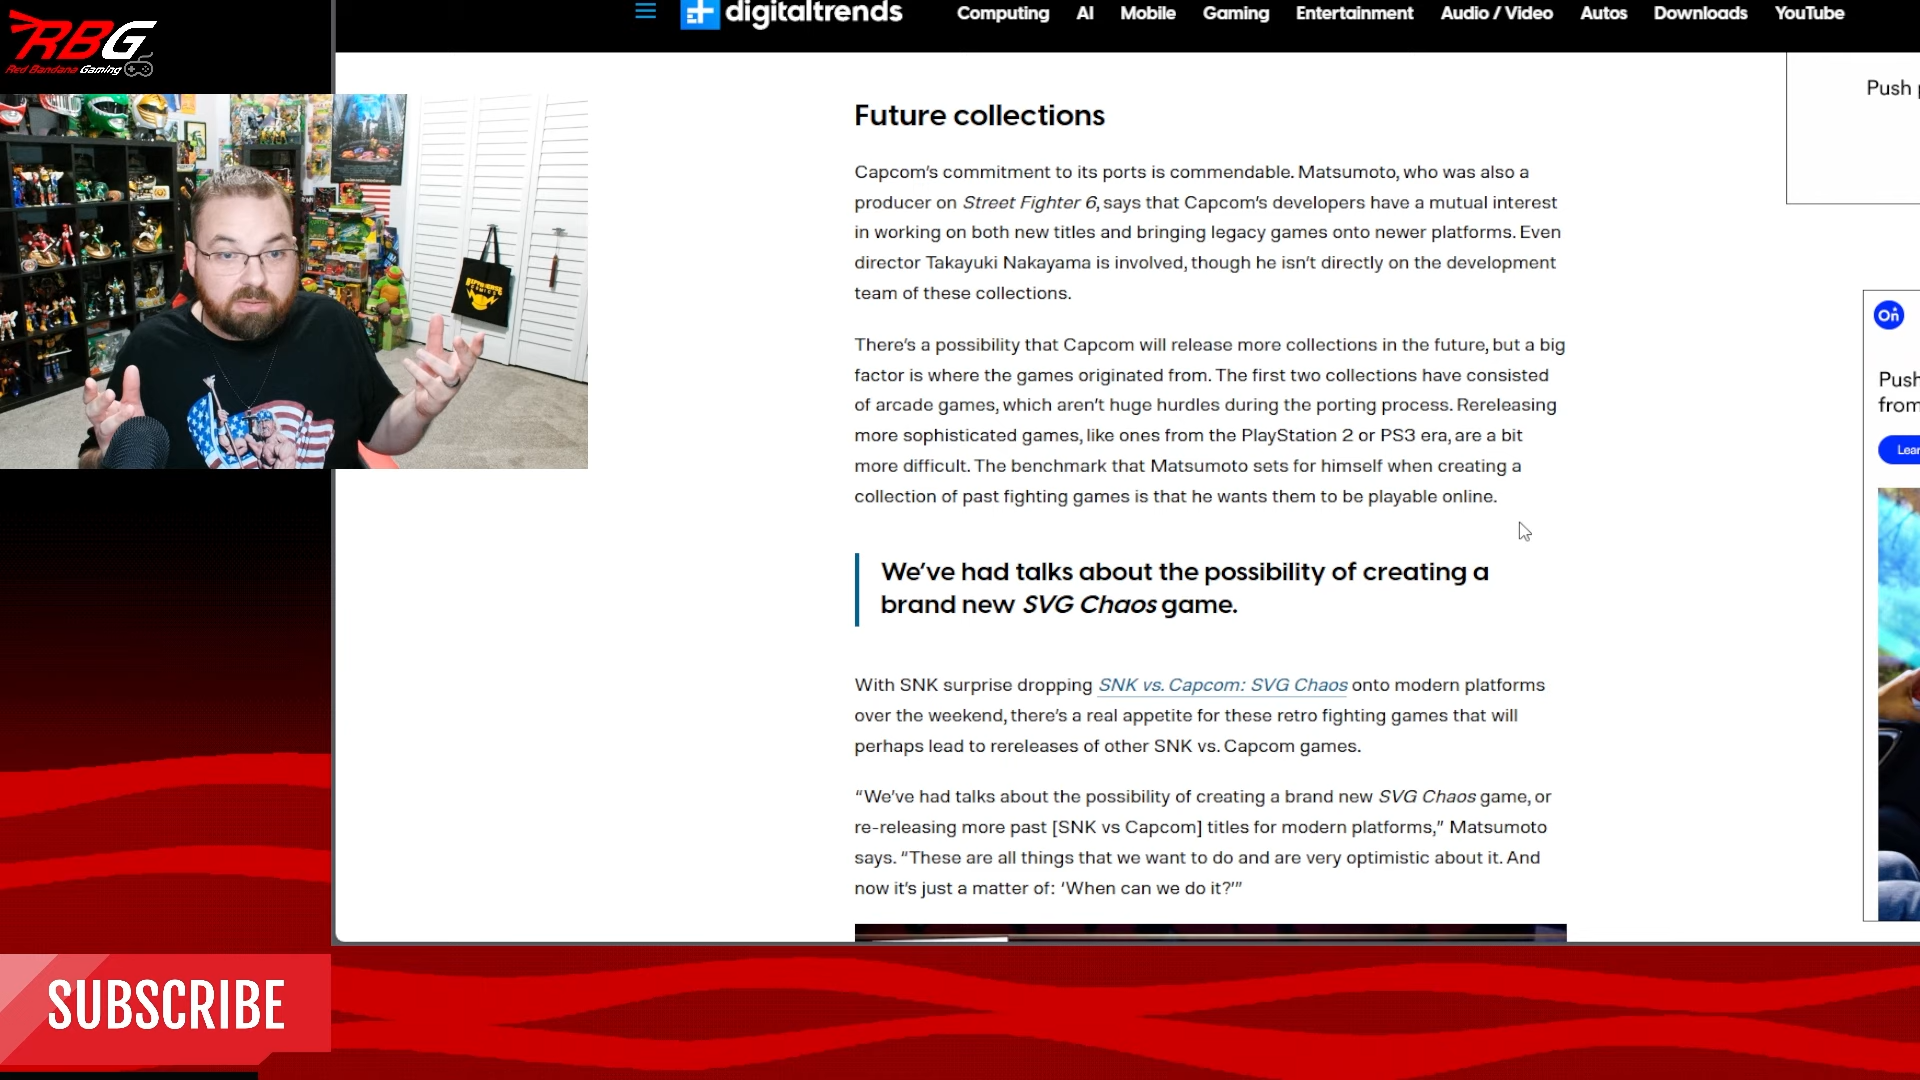 RBG
Red Bandana Gaming
digitaltrends
Computing AI Mobile Gaming Entertainment Audio / Video Autos Downloads YouTube
Future collections
Capcom’s commitment to its ports is commendable. Matsumoto, who was also a
producer on Street Fighter 6, says that Capcom’s developers have a mutual interest
in working on both new titles and bringing legacy games onto newer platforms. Even
director Takayuki Nakayama is involved, though he isn’t directly on the development
team of these collections.
There’s a possibility that Capcom will release more collections in the future, but a big
factor is where the games originated from. The first two collections have consisted
of arcade games, which aren’t huge hurdles during the porting process. Rereleasing
more sophisticated games, like ones from the PlayStation 2 or PS3 era, are a bit
more difficult. The benchmark that Matsumoto sets for himself when creating a
collection of past fighting games is that he wants them to be playable online.
We’ve had talks about the possibility of creating a
brand new SVG Chaos game.
With SNK surprise dropping SNK vs. Capcom: SVG Chaos onto modern platforms
over the weekend, there’s a real appetite for these retro fighting games that will
perhaps lead to rereleases of other SNK vs. Capcom games.
“We’ve had talks about the possibility of creating a brand new SVG Chaos game, or
re-releasing more past [SNK vs Capcom] titles for modern platforms,” Matsumoto
says. “These are all things that we want to do and are very optimistic about it. And
now it’s just a matter of: ‘When can we do it?’”
Push
On
Push
from
Lear
SUBSCRIBE